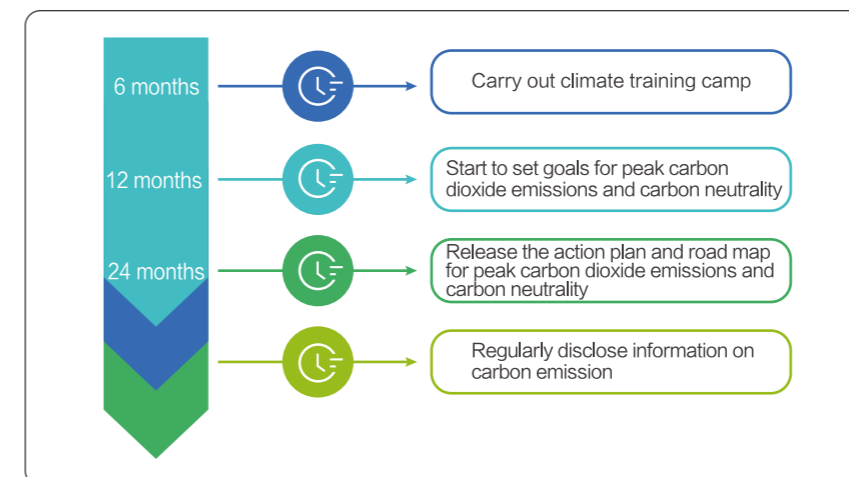 6 months
Carry out climate training camp
12 months
Start to set goals for peak carbon
dioxide emissions and carbon neutrality
24 months
Release the action plan and road map
for peak carbon dioxide emissions and
carbon neutrality
Regularly disclose information on
carbon emission